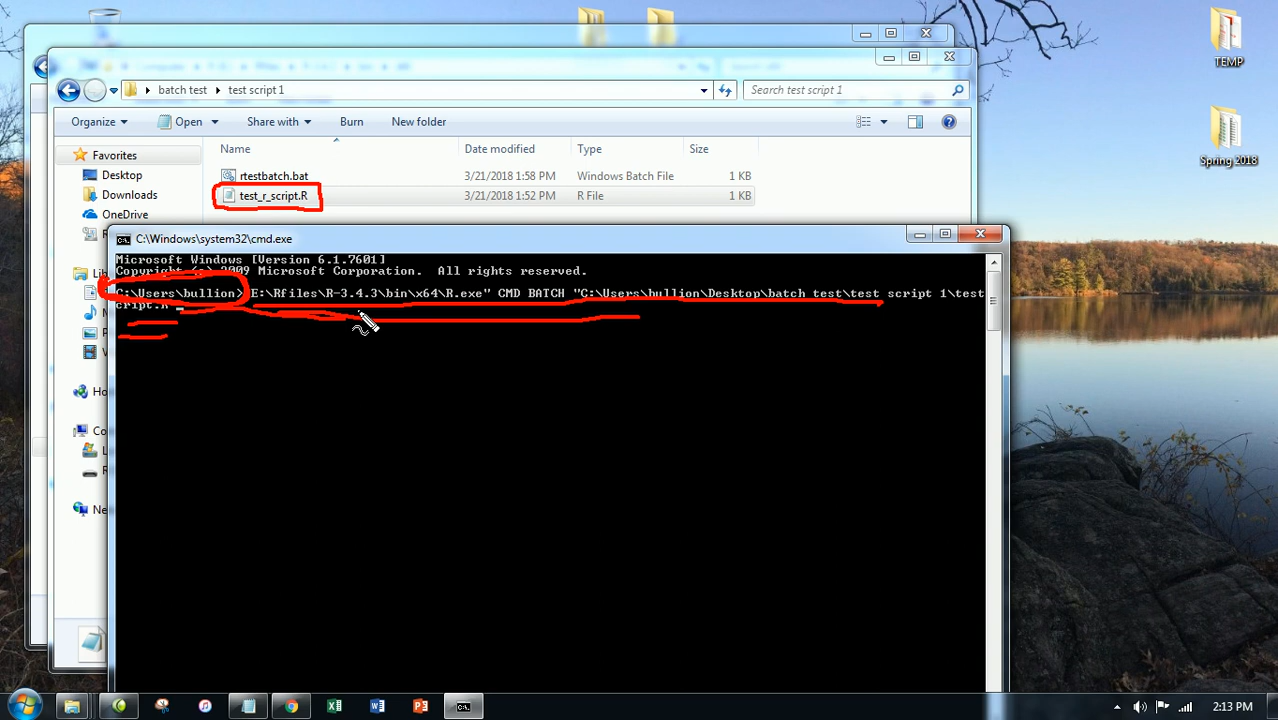 TEMP
Spring 2018
batch test
test script 1
Search test script 1
Organize
Open
Share with
Burn
New folder
Name
Date modified
Type
Size
Favorites
Desktop
Downloads
OneDrive
rtestbatch.bat 3/21/2018 1:58 PM Windows Batch File 1 KB
test_r_script.R 3/21/2018 1:52 PM R File 1 KB
C:\Windows\system32\cmd.exe
Microsoft Windows [Version 6.1.7601]
Copyright (c) 2009 Microsoft Corporation. All rights reserved.
C:\Users\bullion> E:\Rfiles\R-3.4.3\bin\x64\R.exe" CMD BATCH "C:\Users\bullion\Desktop\batch test\test script 1\test
cript.R
2:13 PM